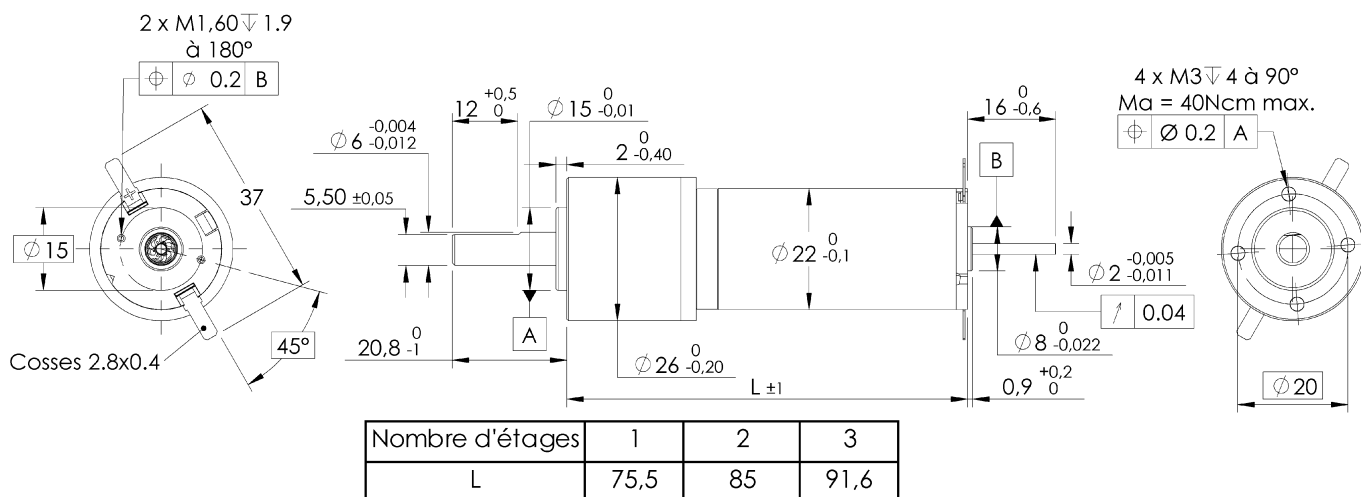 2 x M1,60↧ 1.9
à 180°
⌖ ⌀ 0.2 B
37
⌀ 15
45°
Cosses 2.8x0.4
12 +0,5 0
⌀ 15 0 -0,01
⌀ 6 -0,004 -0,012
2 0 -0,40
5,50 ±0,05
20,8 0 -1
A
⌀ 26 0 -0,20
⌀ 22 0 -0,1
L ±1
16 0 -0,6
B
⌀ 2 -0,005 -0,011
↗ 0.04
⌀ 8 0 -0,022
0,9 +0,2 0
4 x M3↧ 4 à 90°
Ma = 40Ncm max.
⌖ Ø 0.2 A
⌀ 20
Nombre d'étages 1 2 3
L 75,5 85 91,6